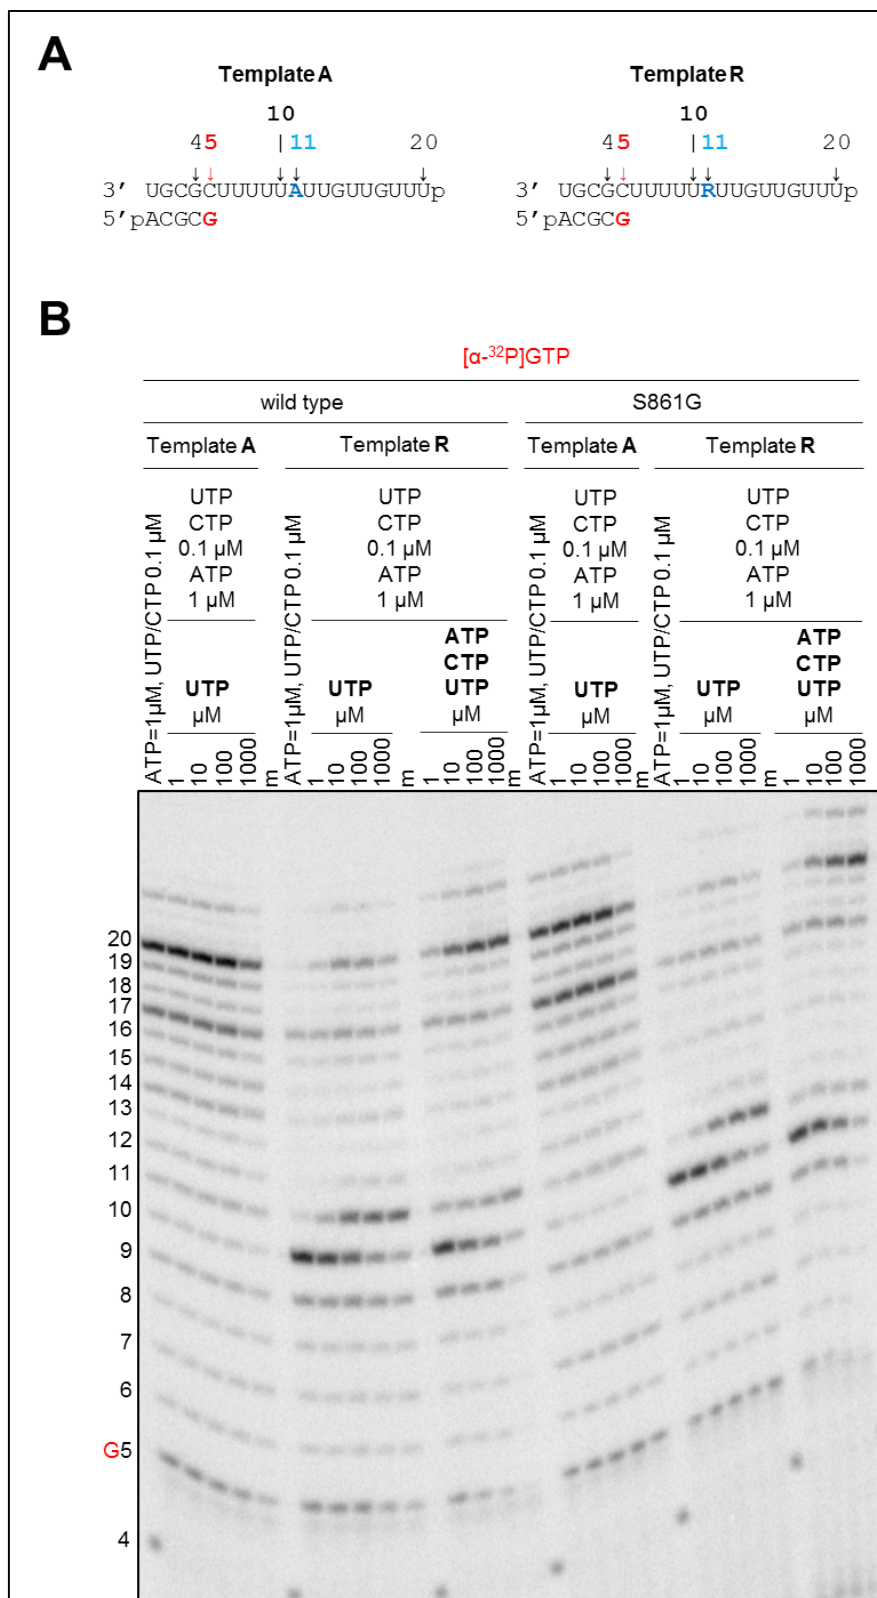 A
Template A
Template R
10
10
45 |11 20
45 |11 20
3’ UGCGCUUUUUUAUUGUUGUUUp
3’ UGCGCUUUUUURUUGUUGUUUp
5’pACGCG
5’pACGCG
B
[α-³²P]GTP
wild type
S861G
Template A
Template R
Template A
Template R
ATP=1µM, UTP/CTP 0.1 µM
UTP
CTP
0.1 µM
ATP
1 µM
UTP
µM
1
10
100
1000
m
ATP=1µM, UTP/CTP 0.1 µM
UTP
CTP
0.1 µM
ATP
1 µM
UTP
µM
1
10
100
1000
m
ATP
CTP
UTP
µM
1
10
100
1000
ATP=1µM, UTP/CTP 0.1 µM
UTP
CTP
0.1 µM
ATP
1 µM
UTP
µM
1
10
100
1000
m
ATP=1µM, UTP/CTP 0.1 µM
UTP
CTP
0.1 µM
ATP
1 µM
UTP
µM
1
10
100
1000
m
ATP
CTP
UTP
µM
1
10
100
1000
20
19
18
17
16
15
14
13
12
11
10
9
8
7
6
G5
4